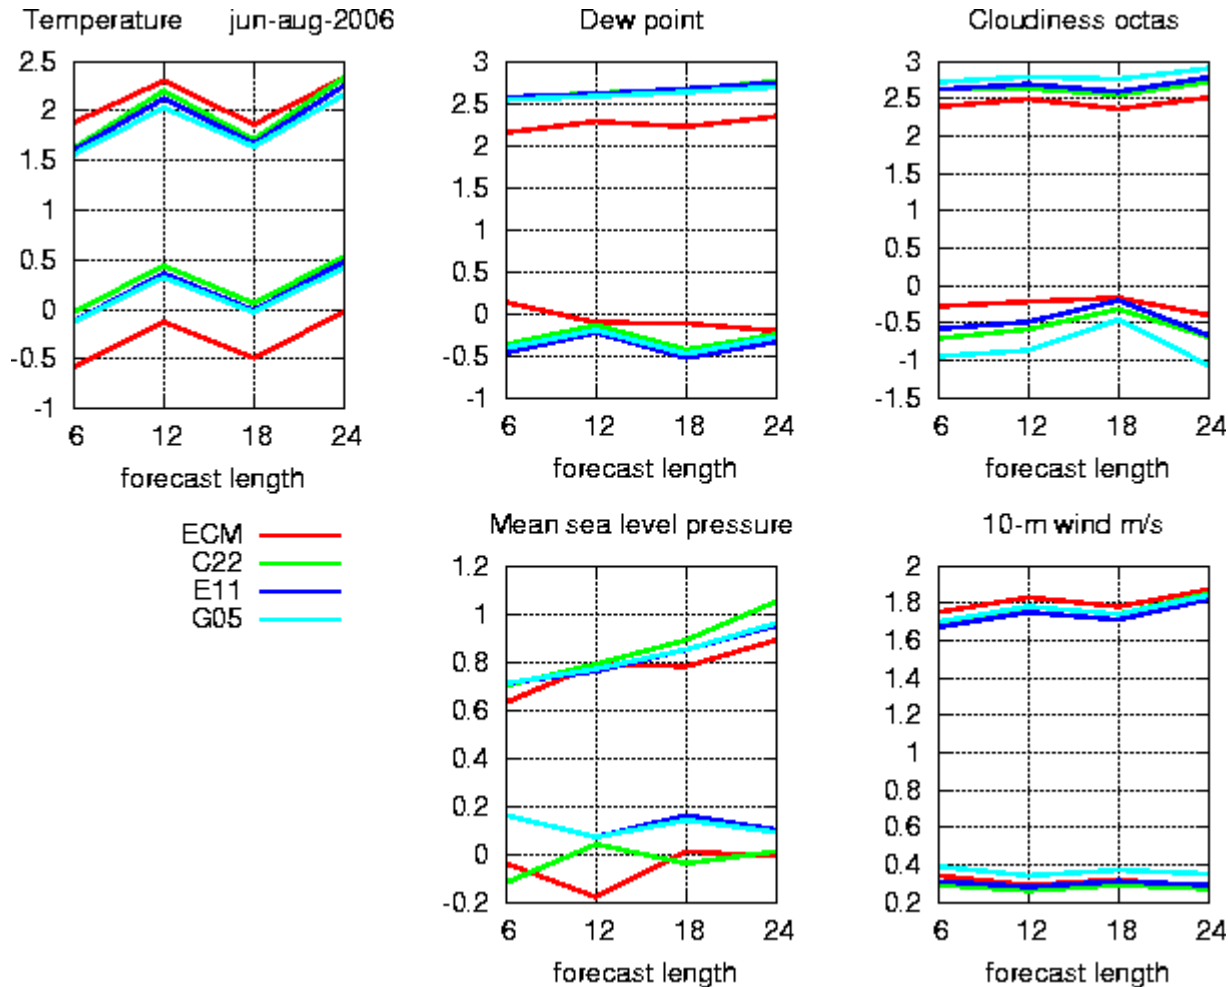 Temperature jun-aug-2006
2.5
2
1.5
1
0.5
0
-0.5
-1
6 12 18 24
forecast length
Dew point
3
2.5
2
1.5
1
0.5
0
-0.5
-1
6 12 18 24
forecast length
Cloudiness octas
3
2.5
2
1.5
1
0.5
0
-0.5
-1
-1.5
6 12 18 24
forecast length
ECM
C22
E11
G05
Mean sea level pressure
1.2
1
0.8
0.6
0.4
0.2
0
-0.2
6 12 18 24
forecast length
10-m wind m/s
2
1.8
1.6
1.4
1.2
1
0.8
0.6
0.4
0.2
6 12 18 24
forecast length